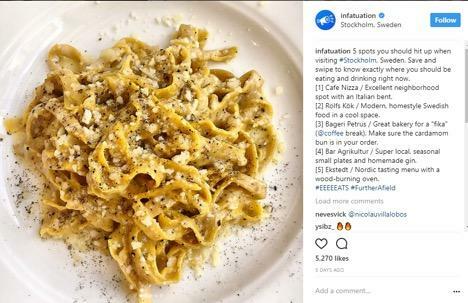 infatuation
Stockholm, Sweden
Follow
infatuation 5 spots you should hit up when
visiting #Stockholm, Sweden. Save and
swipe to know exactly where you should be
eating and drinking right now.
[1] Cafe Nizza / Excellent neighborhood
spot with an Italian bent.
[2] Rolfs Kök / Modern, homestyle Swedish
food in a cool space.
[3] Bageri Petrus / Great bakery for a "fika"
(@coffee break). Make sure the cardamom
bun is in your order.
[4] Bar Agrikultur / Super local, seasonal
small plates and homemade gin.
[5] Ekstedt / Nordic tasting menu with a
wood-burning oven.
#EEEEEATS #FurtherAfield
Load more comments
nevesvick @nicolauvillalobos
ysibz_ 🔥🔥
5,270 likes
5 DAYS AGO
Add a comment...